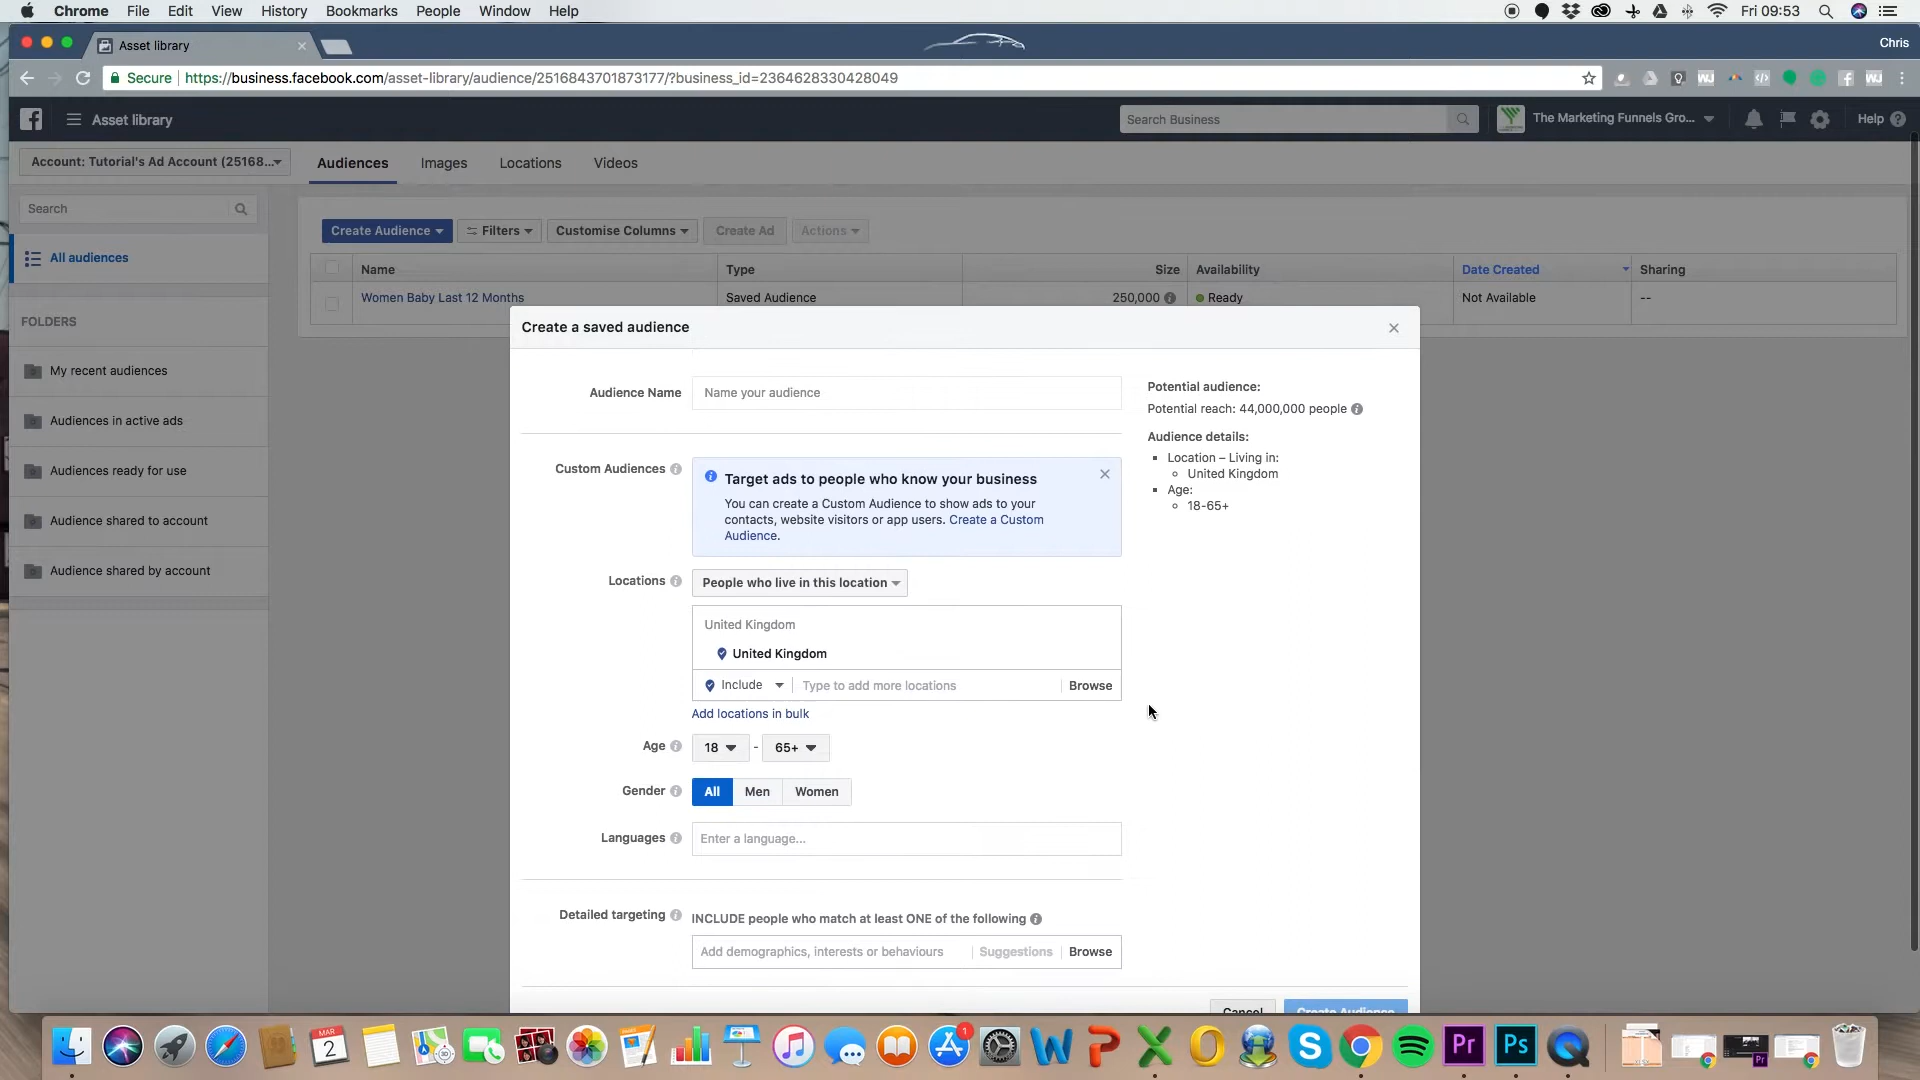 Chrome File Edit View History Bookmarks People Window Help Fri 09:53
Asset library
Chris
Secure https://business.facebook.com/asset-library/audience/2516843701873177/?business_id=2364628330428049
Asset library Search Business The Marketing Funnels Gro... Help
Account: Tutorial's Ad Account (25168... Audiences Images Locations Videos
Search
Create Audience Filters Customise Columns Create Ad Actions
All audiences
Name Type Size Availability Date Created Sharing
Women Baby Last 12 Months Saved Audience 250,000 Ready Not Available --
FOLDERS
My recent audiences
Audiences in active ads
Audiences ready for use
Audience shared to account
Audience shared by account
Create a saved audience
Audience Name Name your audience
Custom Audiences
Target ads to people who know your business
You can create a Custom Audience to show ads to your
contacts, website visitors or app users. Create a Custom
Audience.
Locations People who live in this location
United Kingdom
United Kingdom
Include Type to add more locations Browse
Add locations in bulk
Age 18 - 65+
Gender All Men Women
Languages Enter a language...
Detailed targeting INCLUDE people who match at least ONE of the following
Add demographics, interests or behaviours Suggestions Browse
Cancel Create Audience
Potential audience:
Potential reach: 44,000,000 people
Audience details:
Location – Living in:
United Kingdom
Age:
18-65+
MAR
2
1
Pr
Ps